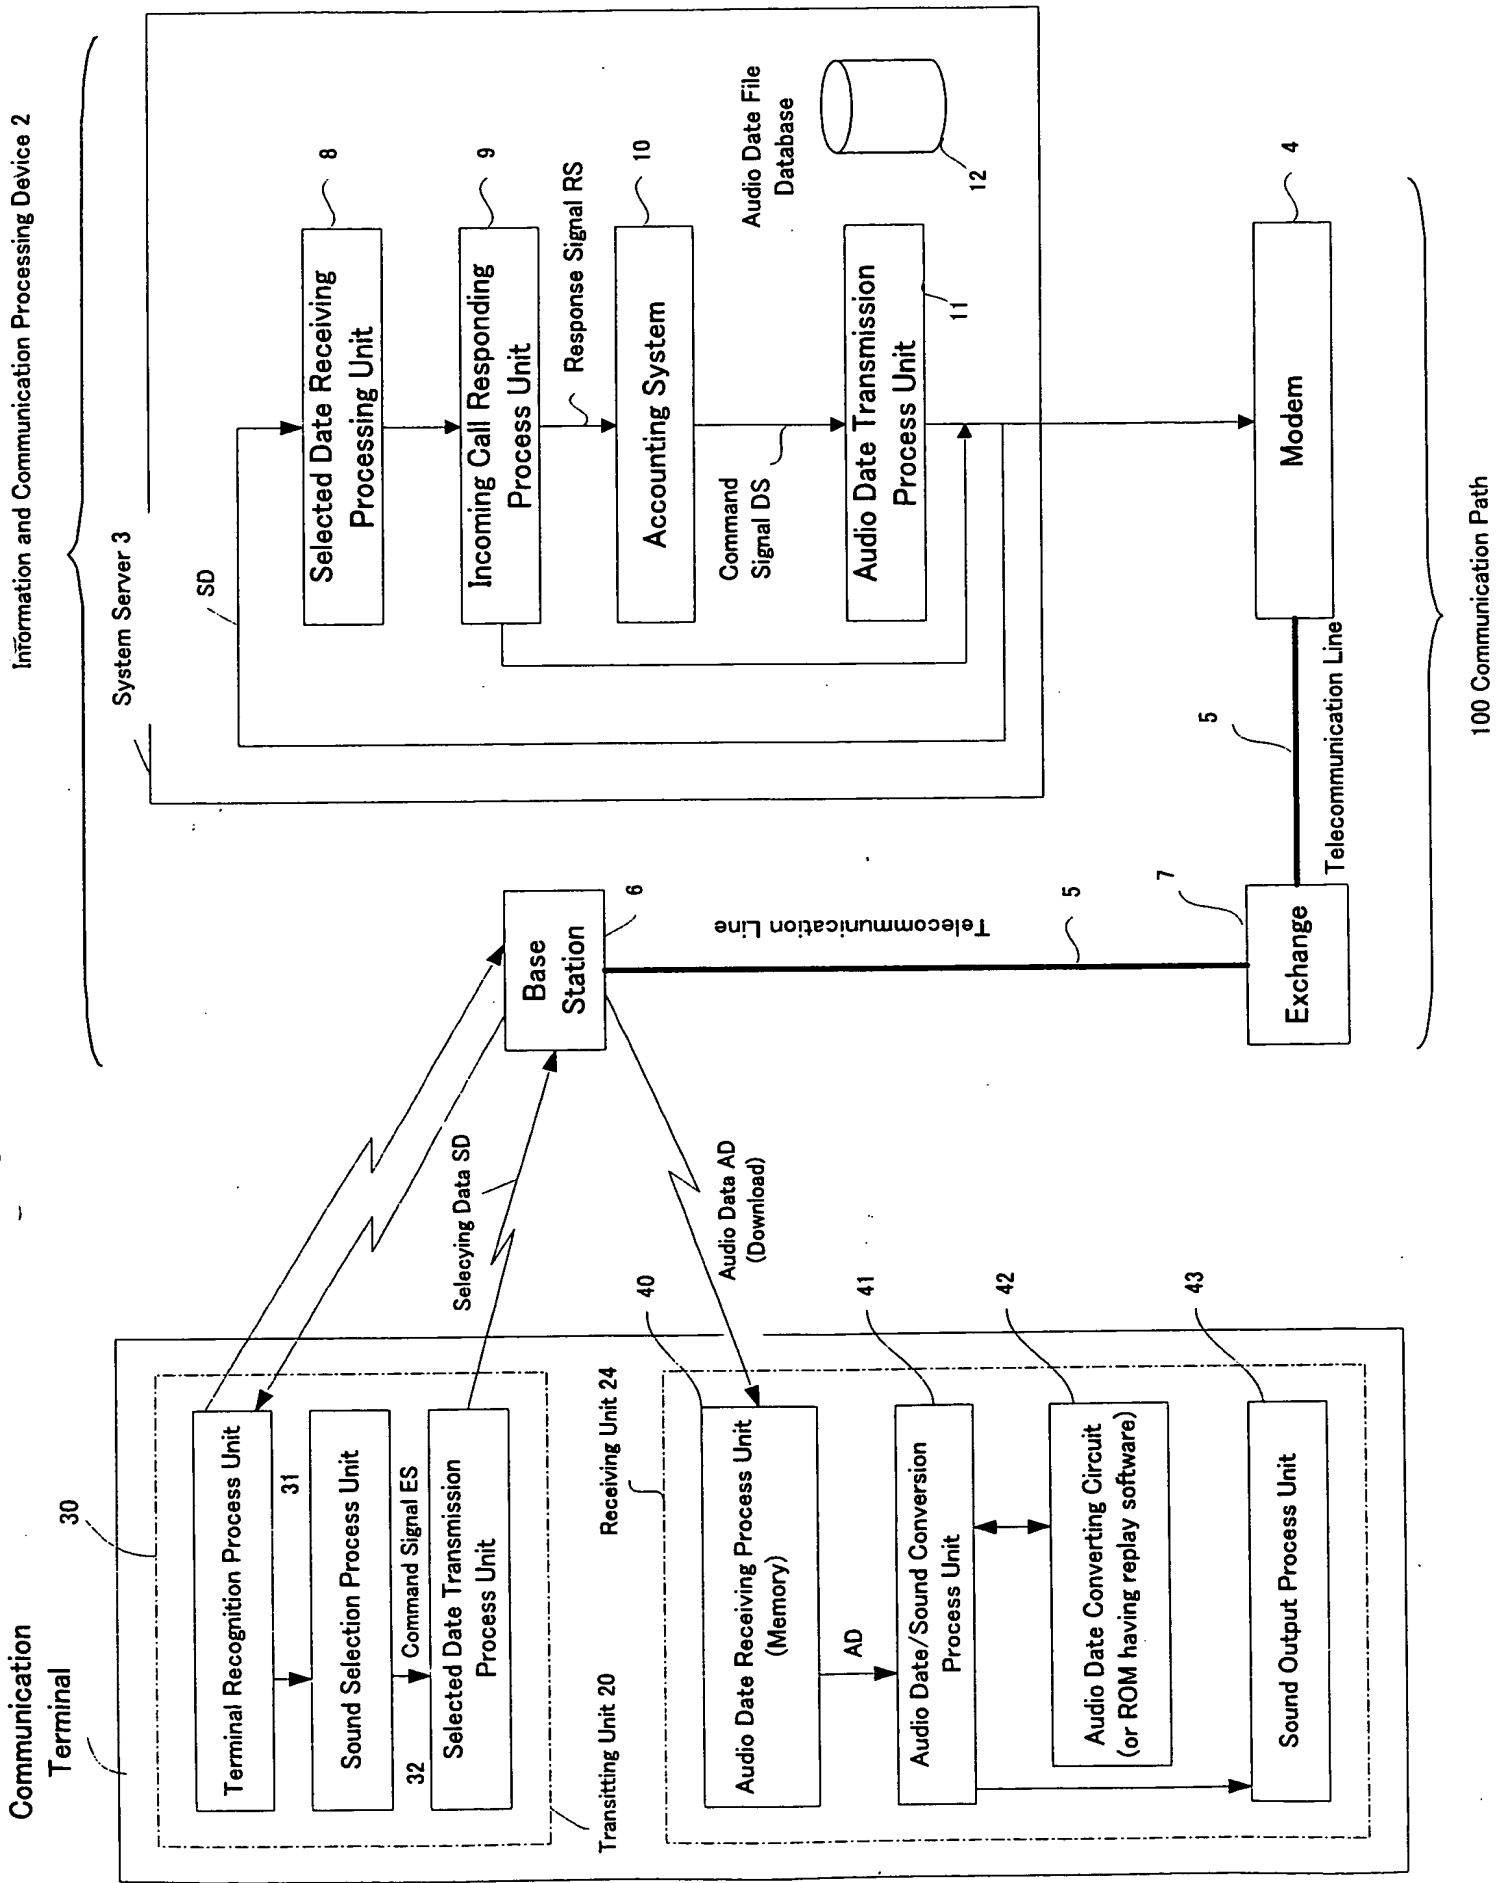 Communication
Terminal
30
Terminal Recognition Process Unit
31
Sound Selection Process Unit
32
Command Signal ES
Selected Date Transmission
Process Unit
Transitting Unit 20
Receiving Unit 24
40
Audio Date Receiving Process Unit
(Memory)
AD
41
Audio Date/Sound Conversion
Process Unit
42
Audio Date Converting Circuit
(or ROM having replay software)
43
Sound Output Process Unit
Selecying Data SD
Audio Data AD
(Download)
Base
Station
6
Telecommunication Line
5
7
Exchange
Telecommunication Line
5
Information and Communication Processing Device 2
System Server 3
SD
Selected Date Receiving
Processing Unit
8
Incoming Call Responding
Process Unit
9
Response Signal RS
Accounting System
10
Command
Signal DS
Audio Date Transmission
Process Unit
11
Audio Date File
Database
12
Modem
4
100 Communication Path